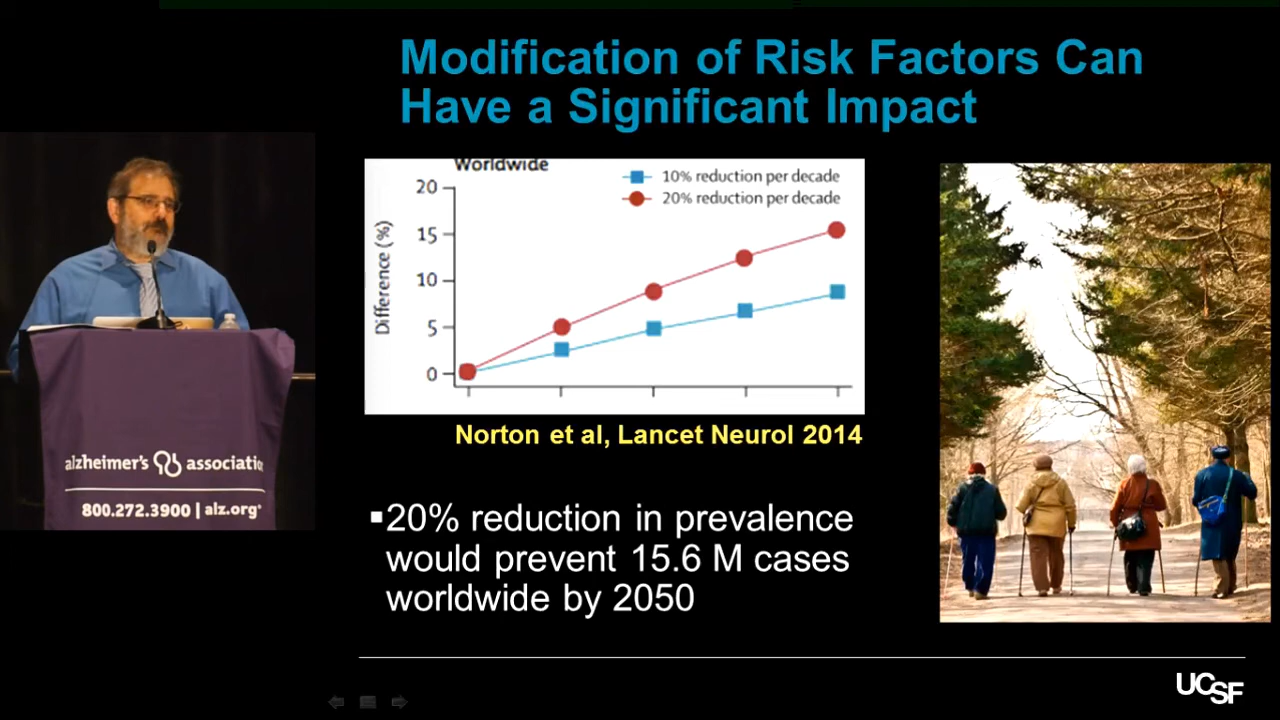 Modification of Risk Factors Can
Have a Significant Impact
Worldwide
10% reduction per decade
20% reduction per decade
Difference (%)
20
15
10
5
0
Norton et al, Lancet Neurol 2014
▪20% reduction in prevalence
would prevent 15.6 M cases
worldwide by 2050
alzheimer's associatio
800.272.3900 | alz.org®
UCSF